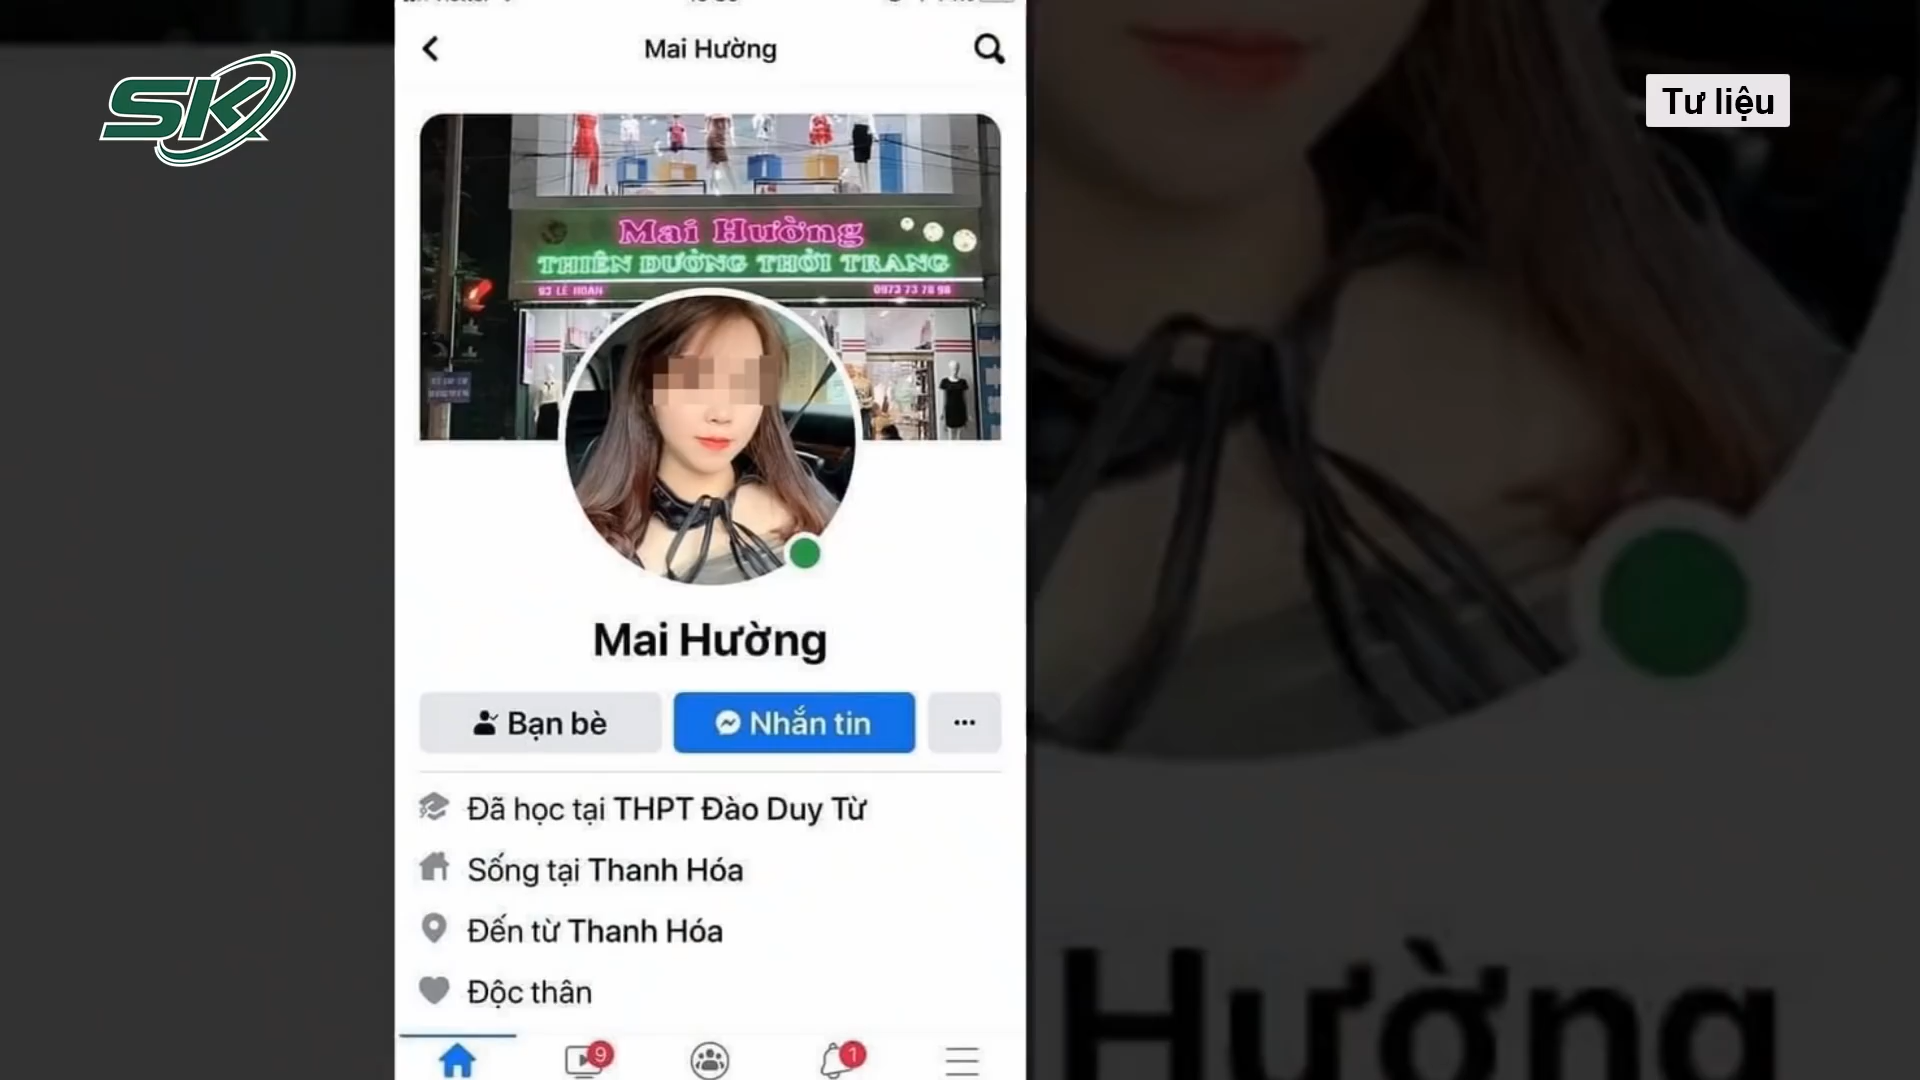 SK
Tư liệu
Mai Hường
Mai Hường
THIÊN ĐƯỜNG THỜI TRANG
93 LÊ HOÀN
0973 73 78 98
Mai Hường
Bạn bè
Nhắn tin
Đã học tại THPT Đào Duy Từ
Sống tại Thanh Hóa
Đến từ Thanh Hóa
Độc thân
9
1
Hường